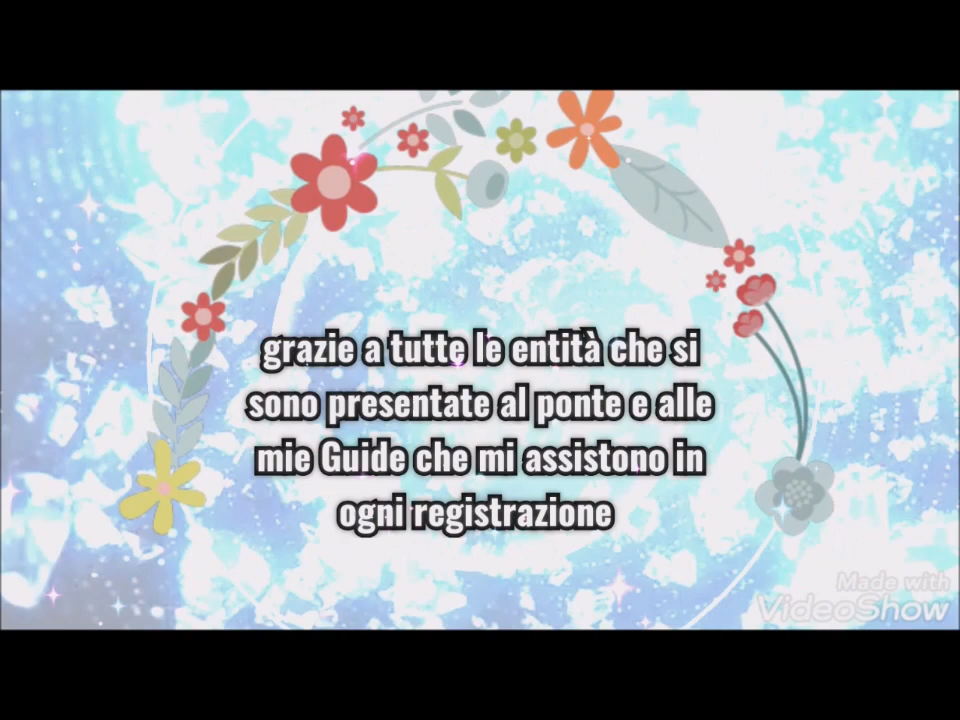 grazie a tutte le entità che si
sono presentate al ponte e alle
mie Guide che mi assistono in
ogni registrazione
Made with
VideoShow